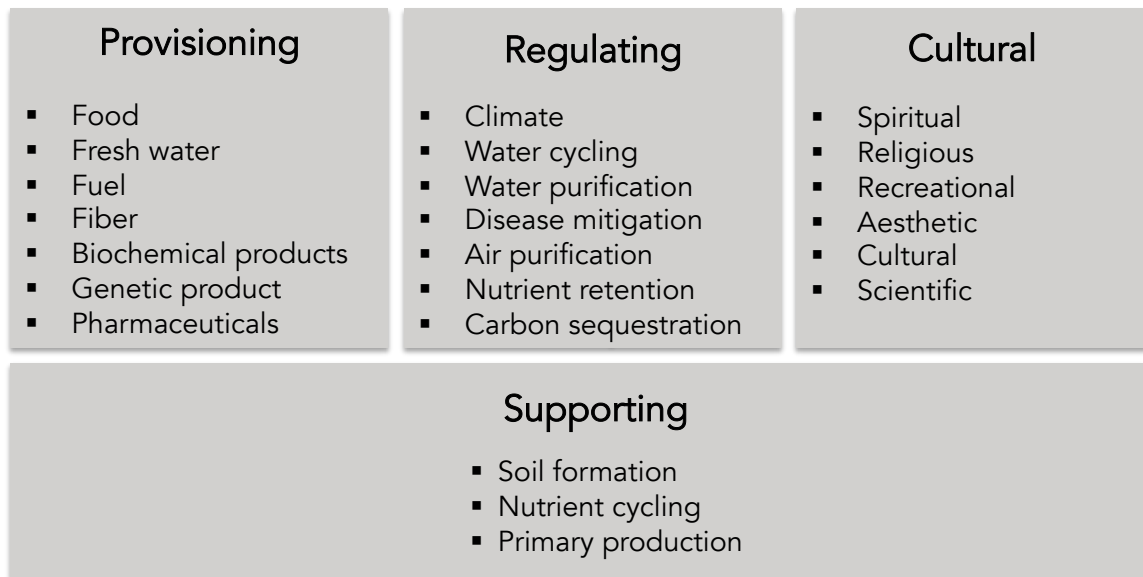 Provisioning
▪ Food
▪ Fresh water
▪ Fuel
▪ Fiber
▪ Biochemical products
▪ Genetic product
▪ Pharmaceuticals
Regulating
▪ Climate
▪ Water cycling
▪ Water purification
▪ Disease mitigation
▪ Air purification
▪ Nutrient retention
▪ Carbon sequestration
Cultural
▪ Spiritual
▪ Religious
▪ Recreational
▪ Aesthetic
▪ Cultural
▪ Scientific
Supporting
▪ Soil formation
▪ Nutrient cycling
▪ Primary production